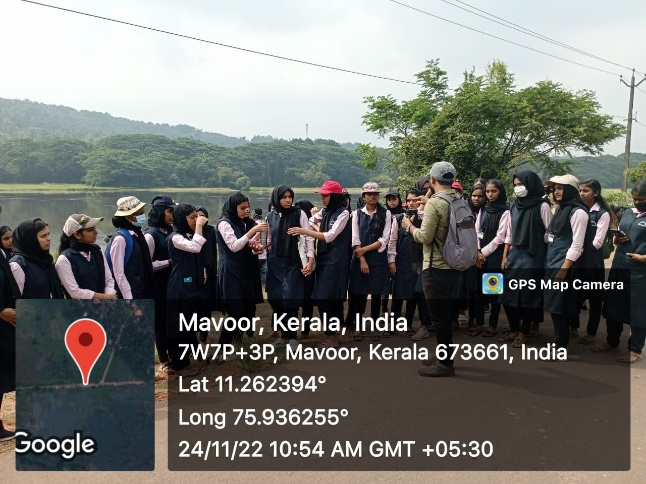 GPS Map Camera
Mavoor, Kerala, India
7W7P+3P, Mavoor, Kerala 673661, India
Lat 11.262394°
Long 75.936255°
24/11/22 10:54 AM GMT +05:30
Google